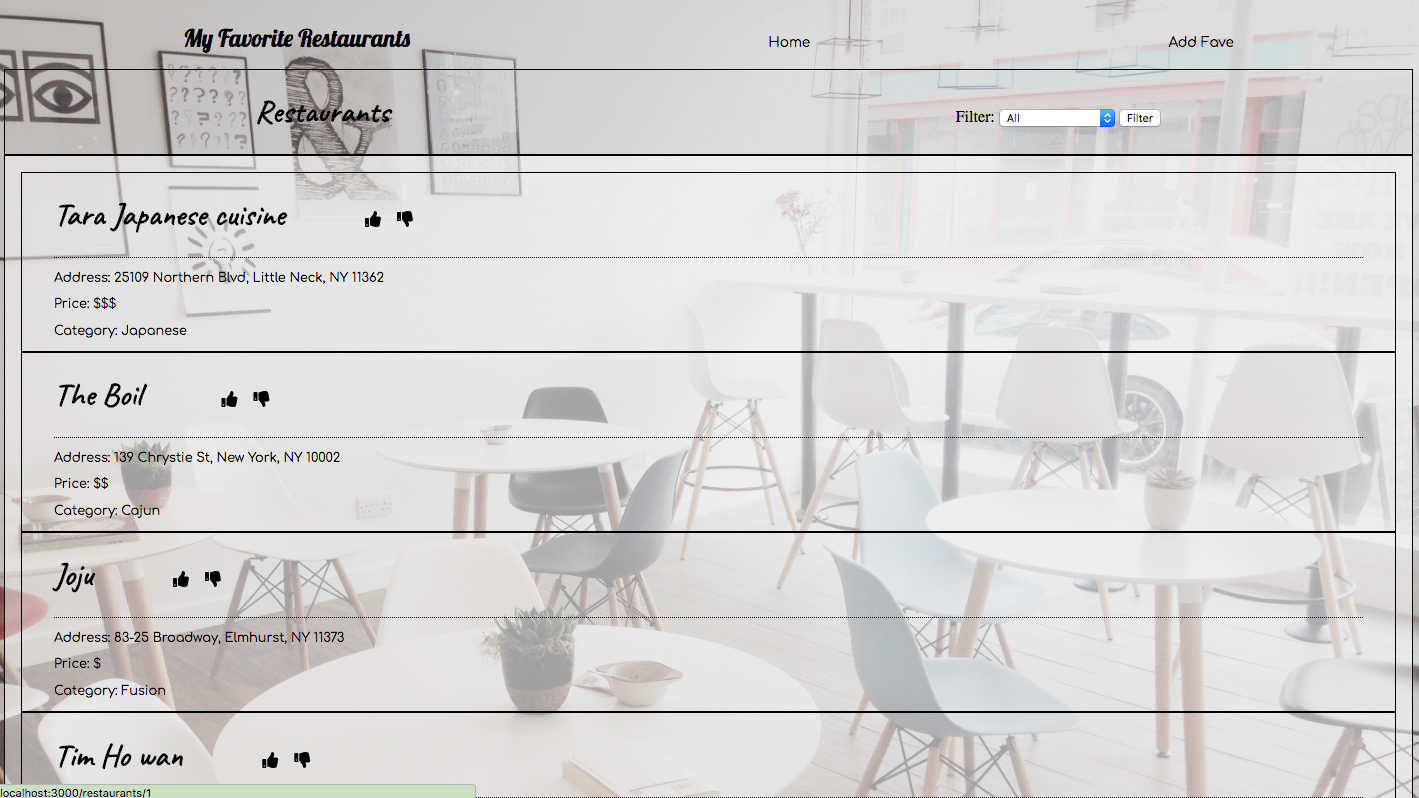 My Favorite Restaurants Home Add Fave
Restaurants Filter: All Filter
Tara Japanese cuisine
Address: 25109 Northern Blvd, Little Neck, NY 11362
Price: $$$
Category: Japanese
The Boil
Address: 139 Chrystie St, New York, NY 10002
Price: $$
Category: Cajun
Joju
Address: 83-25 Broadway, Elmhurst, NY 11373
Price: $
Category: Fusion
Tim Ho wan
localhost:3000/restaurants/1